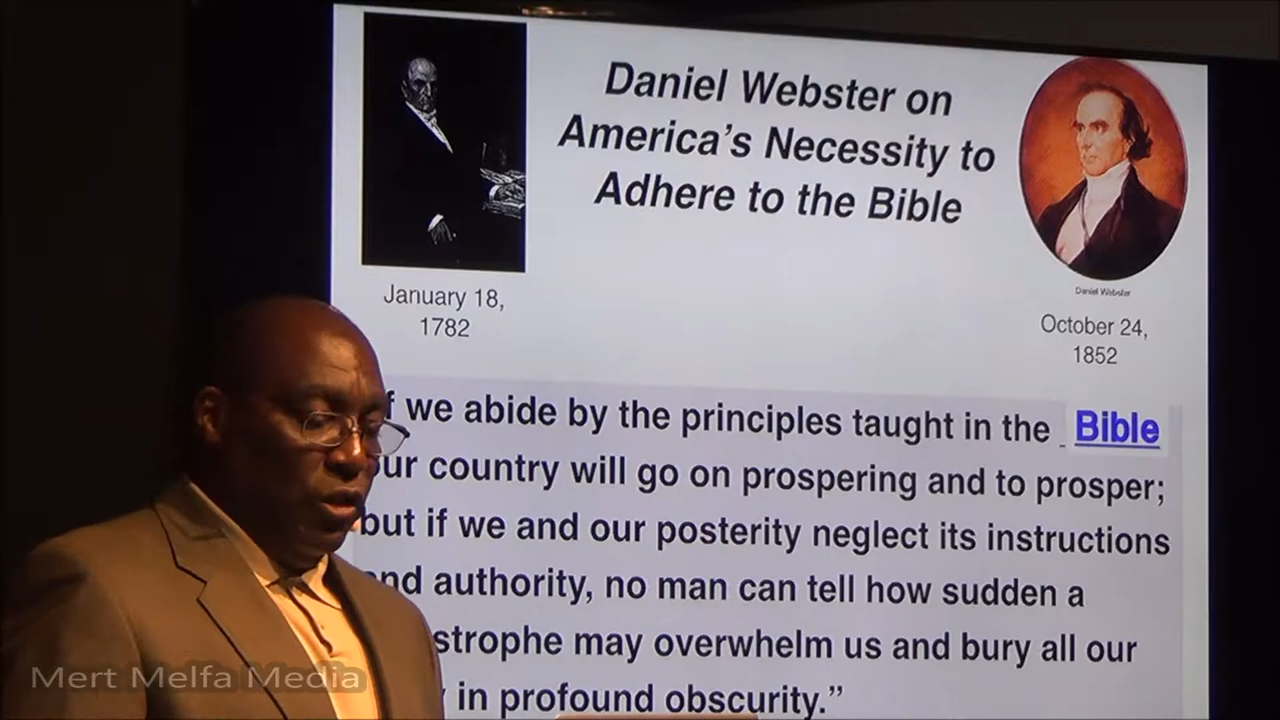 Daniel Webster on
America's Necessity to
Adhere to the Bible
January 18,
1782
Daniel Webster
October 24,
1852
f we abide by the principles taught in the Bible
ur country will go on prospering and to prosper;
but if we and our posterity neglect its instructions
nd authority, no man can tell how sudden a
strophe may overwhelm us and bury all our
in profound obscurity.”
Mert Melfa Media